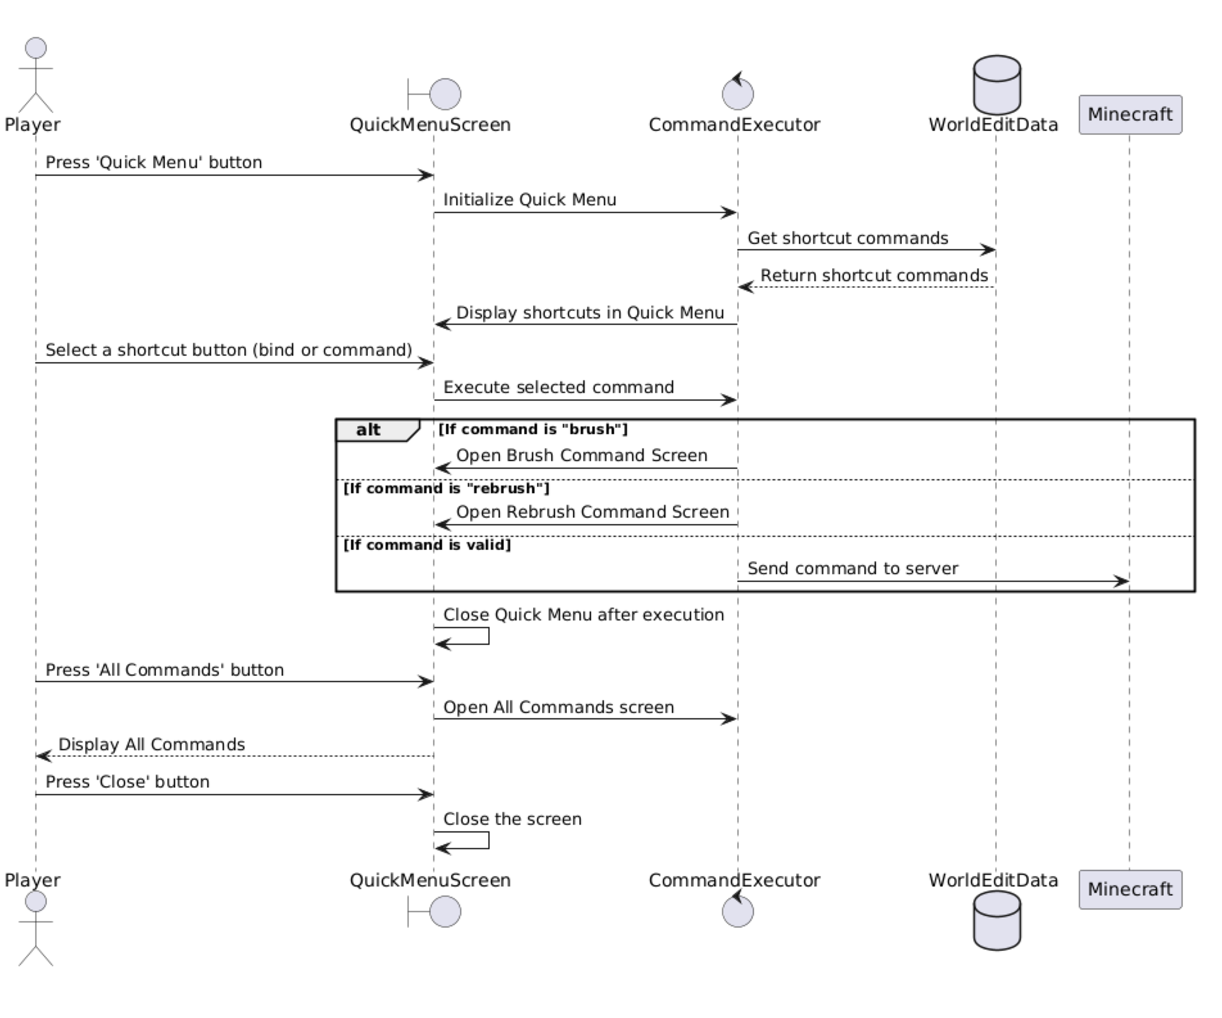 Player
QuickMenuScreen
CommandExecutor
WorldEditData
Minecraft
Press 'Quick Menu' button
Initialize Quick Menu
Get shortcut commands
Return shortcut commands
Display shortcuts in Quick Menu
Select a shortcut button (bind or command)
Execute selected command
alt
[If command is "brush"]
Open Brush Command Screen
[If command is "rebrush"]
Open Rebrush Command Screen
[If command is valid]
Send command to server
Close Quick Menu after execution
Press 'All Commands' button
Open All Commands screen
Display All Commands
Press 'Close' button
Close the screen
Player
QuickMenuScreen
CommandExecutor
WorldEditData
Minecraft